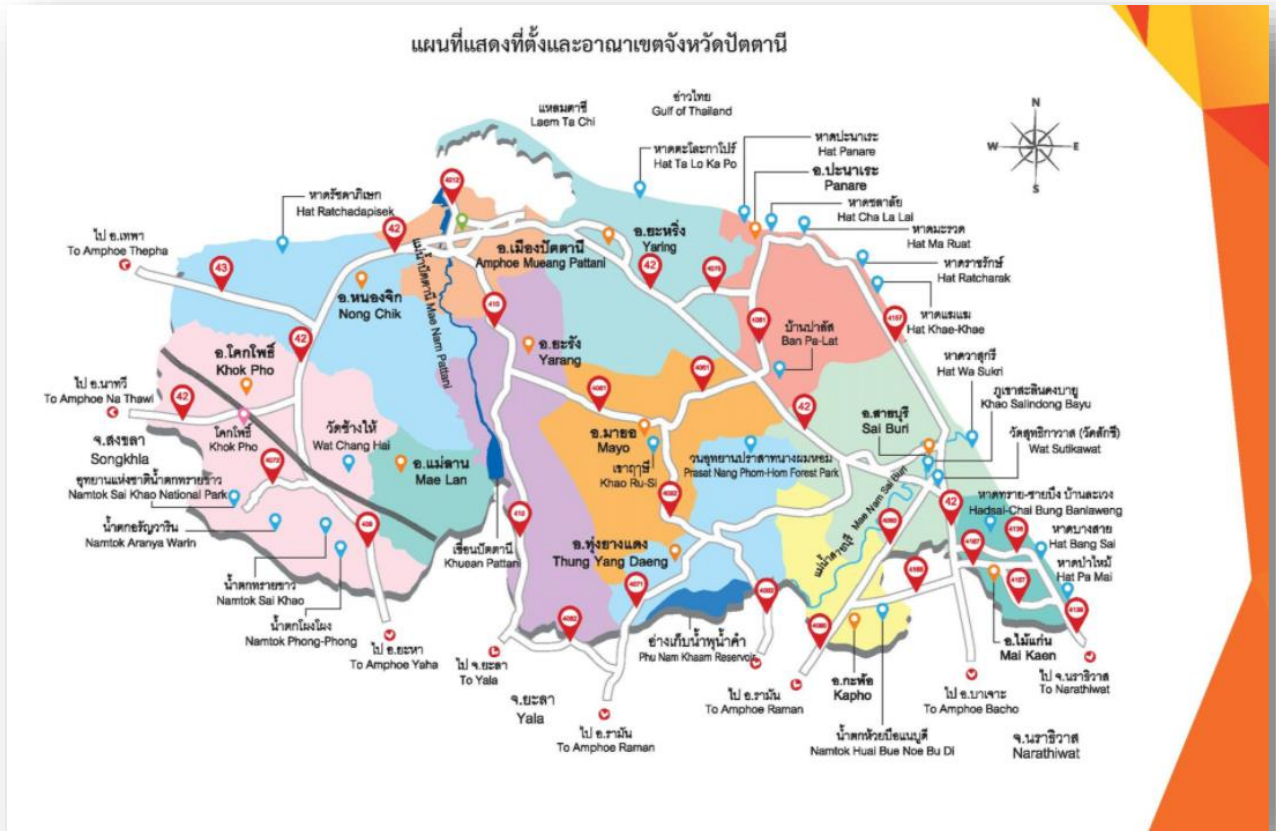 แผนที่แสดงที่ตั้งและอาณาเขตจังหวัดปัตตานี
อ่าวไทย
Gulf of Thailand
แหลมตาชี
Laem Ta Chi
N
W
E
S
หาดปะนาเระ
Hat Panare
หาดตะโละกาโปร์
Hat Ta Lo Ka Po
อ.ปะนาเระ
Panare
หาดรัชดาภิเษก
Hat Ratchadapisek
4012
หาดชลาลัย
Hat Cha La Lai
หาดมะรวด
Hat Ma Ruat
ไป อ.เทพา
To Amphoe Thepha
42
อ.เมืองปัตตานี
Amphoe Mueang Pattani
อ.ยะหริ่ง
Yaring
หาดราชรักษ์
Hat Ratcharak
43
42
4075
อ.หนองจิก
Nong Chik
แม่น้ำปัตตานี Mae Nam Pattani
410
4061
4157
หาดแฆแฆ
Hat Khae-Khae
42
อ.ยะรัง
Yarang
บ้านปาลัส
Ban Pa-Lat
อ.โคกโพธิ์
Khok Pho
4061
4061
หาดวาสุกรี
Hat Wa Sukri
ไป อ.นาทวี
To Amphoe Na Thawi
42
42
ภูเขาสะลินดงบายู
Khao Salindong Bayu
โคกโพธิ์
Khok Pho
วัดช้างให้
Wat Chang Hai
อ.มายอ
Mayo
อ.สายบุรี
Sai Buri
วัดสุทธิกาวาส (วัดสักขี)
Wat Sutikawat
จ.สงขลา
Songkhla
อ.แม่ลาน
Mae Lan
เขาฤาษี
Khao Ru-Si
วนอุทยานปราสาทนางผมหอม
Prasat Nang Phom-Hom Forest Park
อุทยานแห่งชาติน้ำตกทรายขาว
Namtok Sai Khao National Park
4072
4092
แม่น้ำสายบุรี Mae Nam Sai Buri
42
หาดทราย-ชายบึง บ้านละเวง
Hadsai-Chai Bung Banlaweng
น้ำตกอรัญวาริน
Namtok Aranya Warin
409
410
4060
4136
หาดบางสาย
Hat Bang Sai
เขื่อนปัตตานี
Khuean Pattani
อ.ทุ่งยางแดง
Thung Yang Daeng
4167
หาดป่าไหม้
Hat Pa Mai
น้ำตกทรายขาว
Namtok Sai Khao
4071
4092
4155
4157
น้ำตกโผงโผง
Namtok Phong-Phong
4082
4060
4136
ไป อ.ยะหา
To Amphoe Yaha
อ่างเก็บน้ำพุน้ำคำ
Phu Nam Khaam Reservoir
อ.ไม้แก่น
Mai Kaen
ไป จ.ยะลา
To Yala
อ.กะพ้อ
Kapho
ไป จ.นราธิวาส
To Narathiwat
จ.ยะลา
Yala
ไป อ.รามัน
To Amphoe Raman
ไป อ.บาเจาะ
To Amphoe Bacho
ไป อ.รามัน
To Amphoe Raman
น้ำตกห้วยบือแนบูดี
Namtok Huai Bue Noe Bu Di
จ.นราธิวาส
Narathiwat